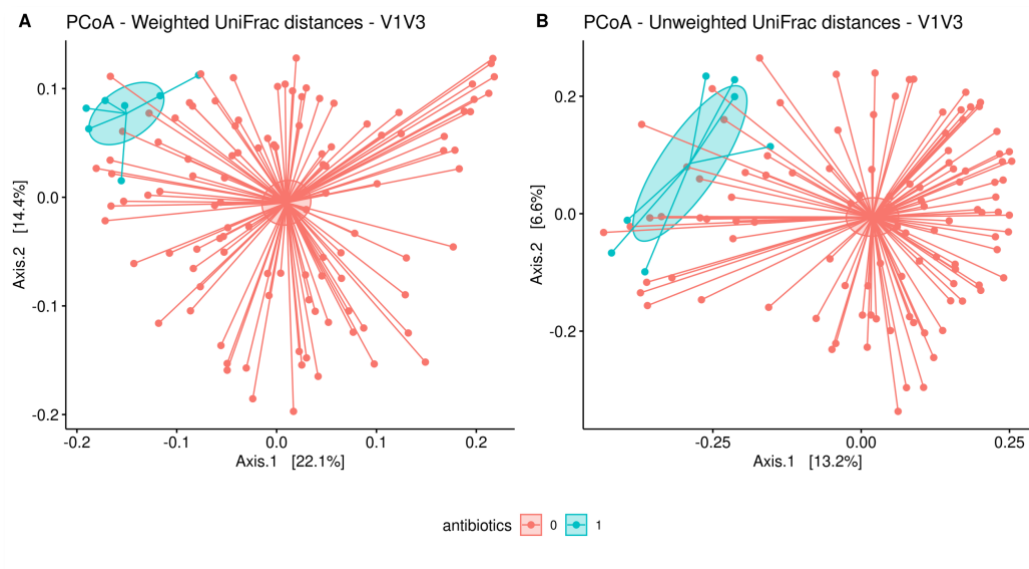 A PCoA - Weighted UniFrac distances - V1V3
0.1
0.0
-0.1
-0.2
Axis.2 [14.4%]
-0.2 -0.1 0.0 0.1 0.2
Axis.1 [22.1%]
B PCoA - Unweighted UniFrac distances - V1V3
0.2
0.0
-0.2
Axis.2 [6.6%]
-0.25 0.00 0.25
Axis.1 [13.2%]
antibiotics 0 1